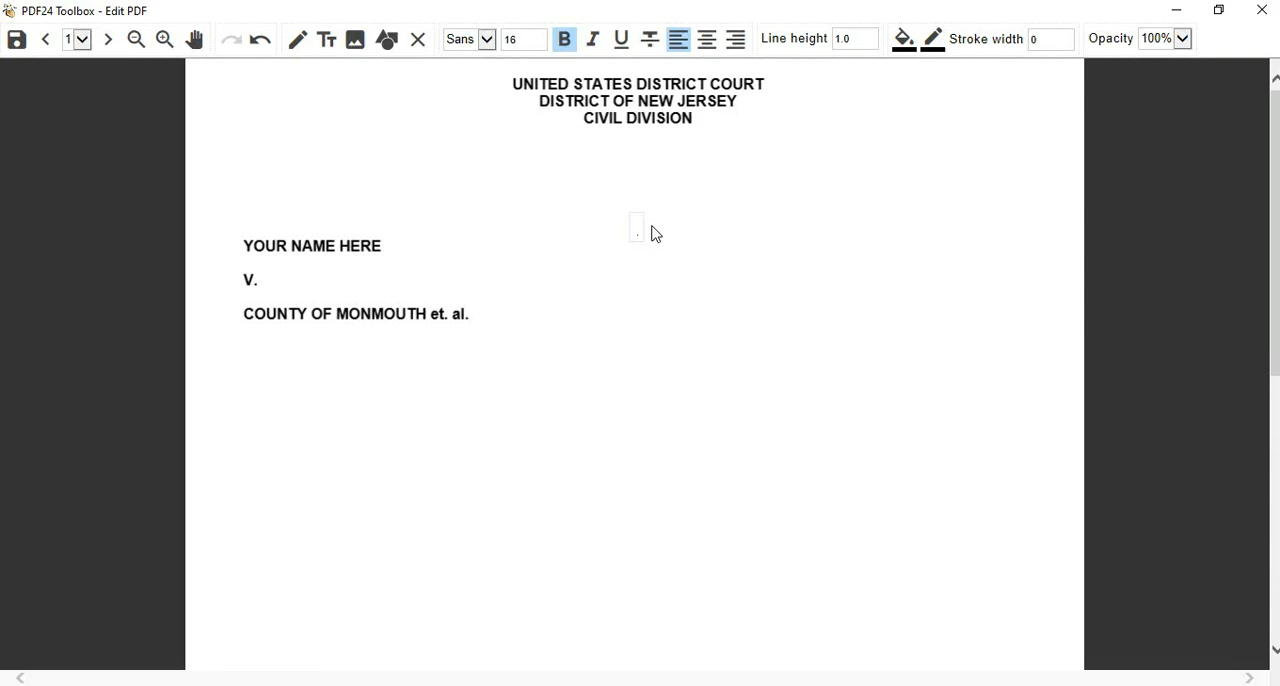 PDF24 Toolbox - Edit PDF
1 Sans 16 B I U Line height 1.0 Stroke width 0 Opacity 100%
UNITED STATES DISTRICT COURT
DISTRICT OF NEW JERSEY
CIVIL DIVISION
.
YOUR NAME HERE
V.
COUNTY OF MONMOUTH et. al.